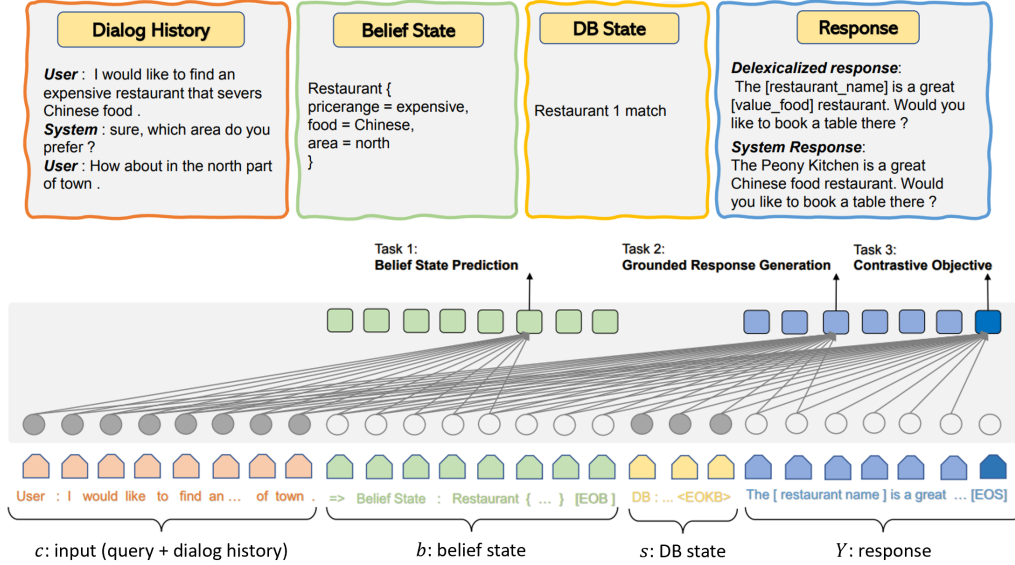 Dialog History
User : I would like to find an
expensive restaurant that severs
Chinese food .
System : sure, which area do you
prefer ?
User : How about in the north part
of town .
Belief State
Restaurant {
pricerange = expensive,
food = Chinese,
area = north
}
DB State
Restaurant 1 match
Response
Delexicalized response:
The [restaurant_name] is a great
[value_food] restaurant. Would you
like to book a table there ?
System Response:
The Peony Kitchen is a great
Chinese food restaurant. Would
you like to book a table there ?
Task 1:
Belief State Prediction
Task 2:
Grounded Response Generation
Task 3:
Contrastive Objective
User : I would like to find an ... of town .
=> Belief State : Restaurant { ... } [EOB]
DB : ... <EOKB>
The [ restaurant name ] is a great ... [EOS]
c: input (query + dialog history)
b: belief state
s: DB state
Y: response